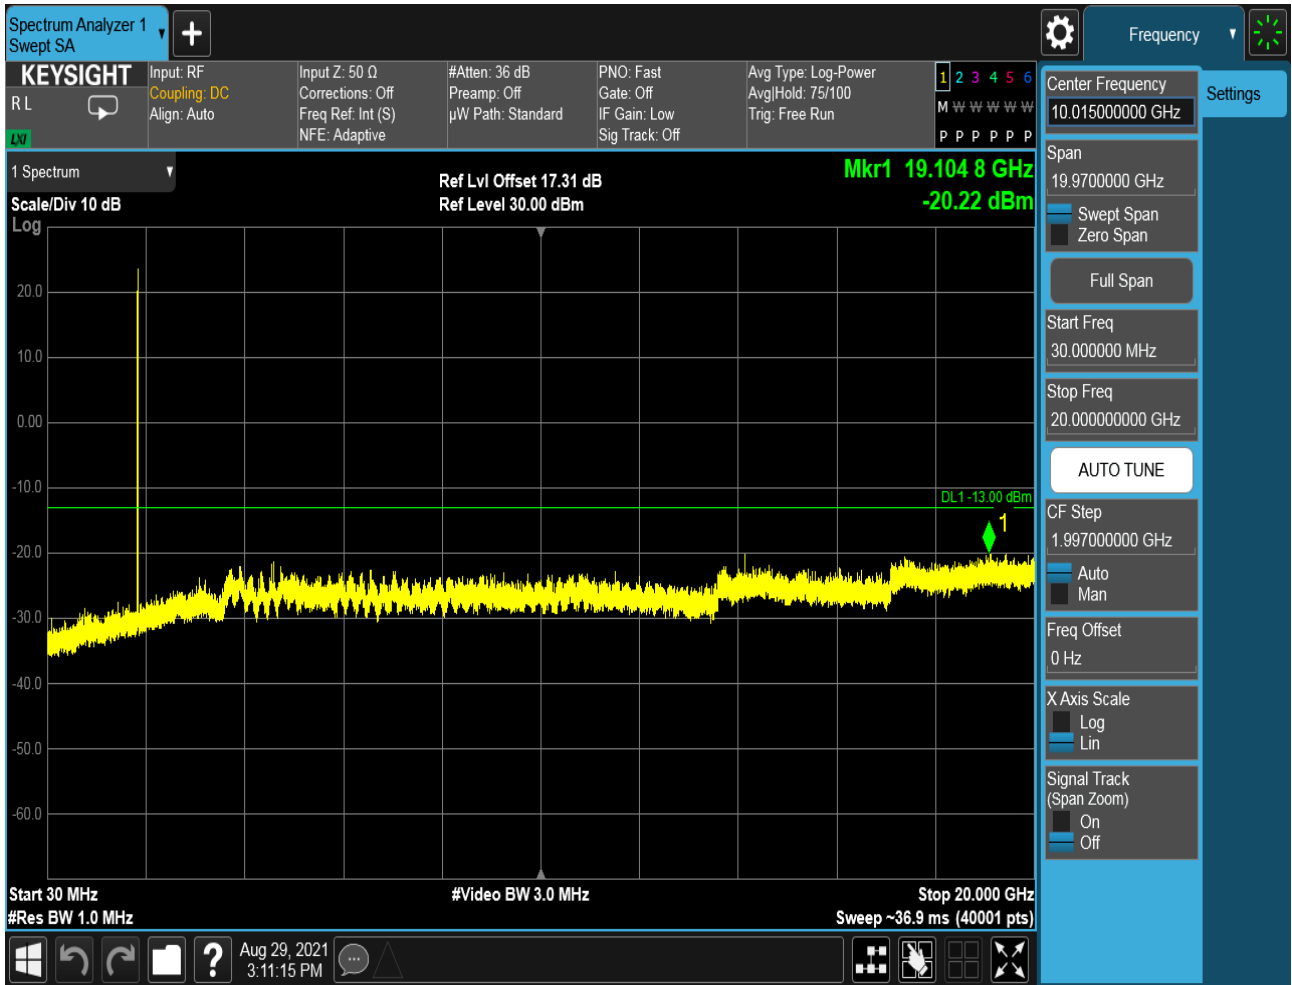 Spectrum Analyzer 1
Swept SA
Frequency
KEYSIGHT
R L
LXI
Input: RF
Coupling: DC
Align: Auto
Input Z: 50 Ω
Corrections: Off
Freq Ref: Int (S)
NFE: Adaptive
#Atten: 36 dB
Preamp: Off
µW Path: Standard
PNO: Fast
Gate: Off
IF Gain: Low
Sig Track: Off
Avg Type: Log-Power
Avg|Hold: 75/100
Trig: Free Run
1 2 3 4 5 6
M W W W W W
P P P P P P
1 Spectrum
Scale/Div 10 dB
Log
Ref Lvl Offset 17.31 dB
Ref Level 30.00 dBm
Mkr1 19.104 8 GHz
-20.22 dBm
20.0
10.0
0.00
-10.0
-20.0
-30.0
-40.0
-50.0
-60.0
DL1 -13.00 dBm
1
Start 30 MHz
#Res BW 1.0 MHz
#Video BW 3.0 MHz
Stop 20.000 GHz
Sweep ~36.9 ms (40001 pts)
Aug 29, 2021
3:11:15 PM
Center Frequency
10.015000000 GHz
Settings
Span
19.9700000 GHz
Swept Span
Zero Span
Full Span
Start Freq
30.000000 MHz
Stop Freq
20.000000000 GHz
AUTO TUNE
CF Step
1.997000000 GHz
Auto
Man
Freq Offset
0 Hz
X Axis Scale
Log
Lin
Signal Track
(Span Zoom)
On
Off